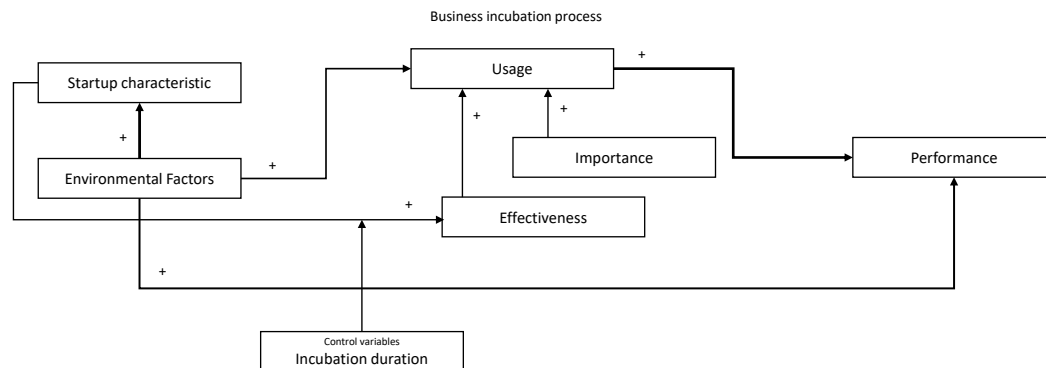 Business incubation process
+
Usage
Startup characteristic
+
+
+
Importance
Performance
+
Environmental Factors
+
Effectiveness
+
Control variables
Incubation duration